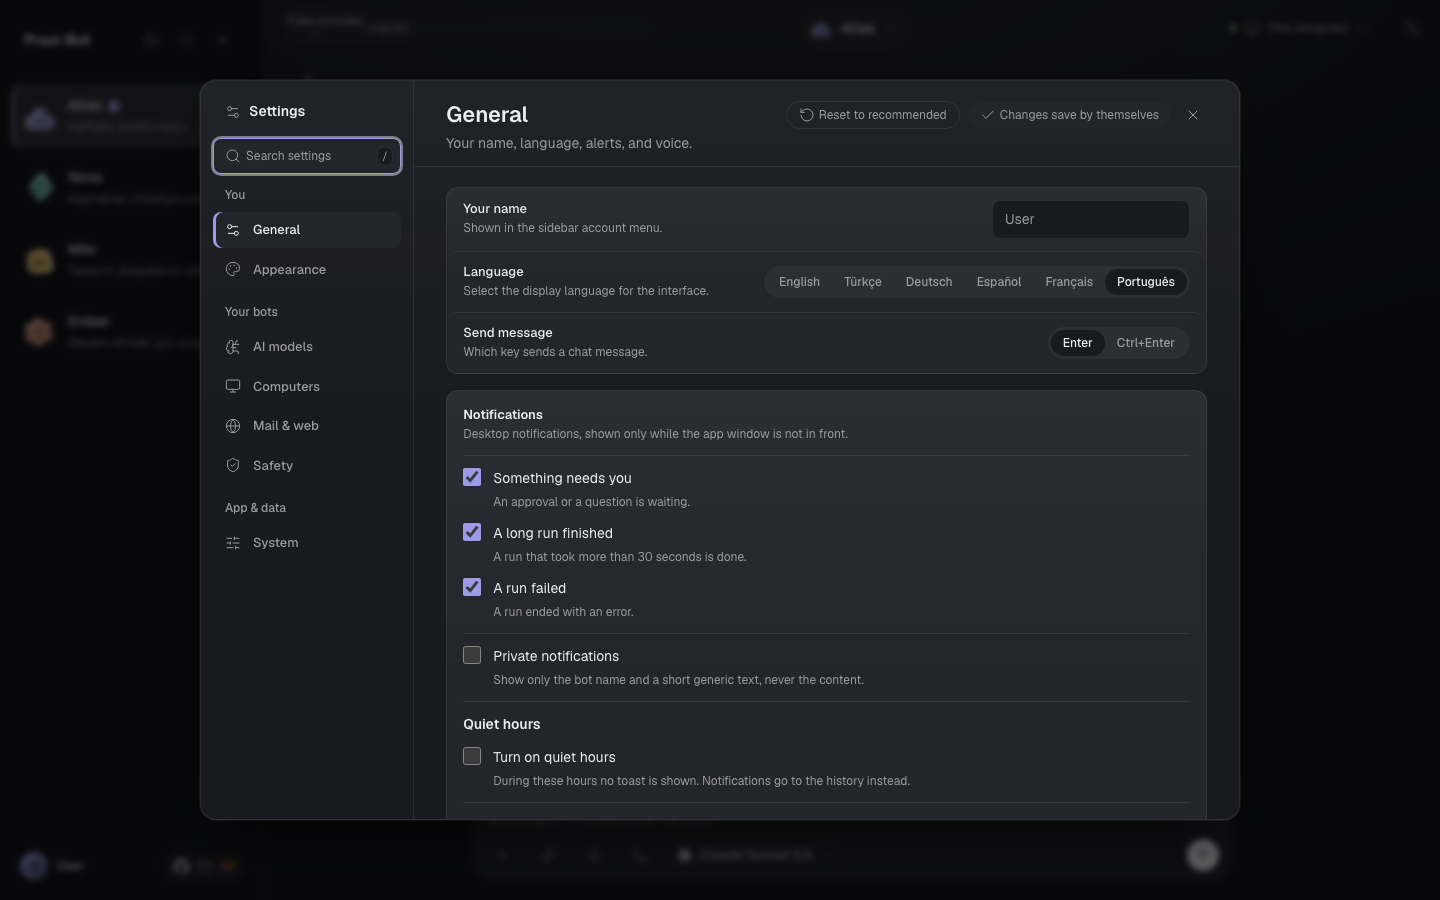 Settings
Search settings
/
You
General
Appearance
Your bots
AI models
Computers
Mail & web
Safety
App & data
System
General
Your name, language, alerts, and voice.
Reset to recommended
Changes save by themselves
Your name
Shown in the sidebar account menu.
User
Language
Select the display language for the interface.
English Türkçe Deutsch Español Français Português
Send message
Which key sends a chat message.
Enter Ctrl+Enter
Notifications
Desktop notifications, shown only while the app window is not in front.
Something needs you
An approval or a question is waiting.
A long run finished
A run that took more than 30 seconds is done.
A run failed
A run ended with an error.
Private notifications
Show only the bot name and a short generic text, never the content.
Quiet hours
Turn on quiet hours
During these hours no toast is shown. Notifications go to the history instead.
Atlas
Nova
Ember
User